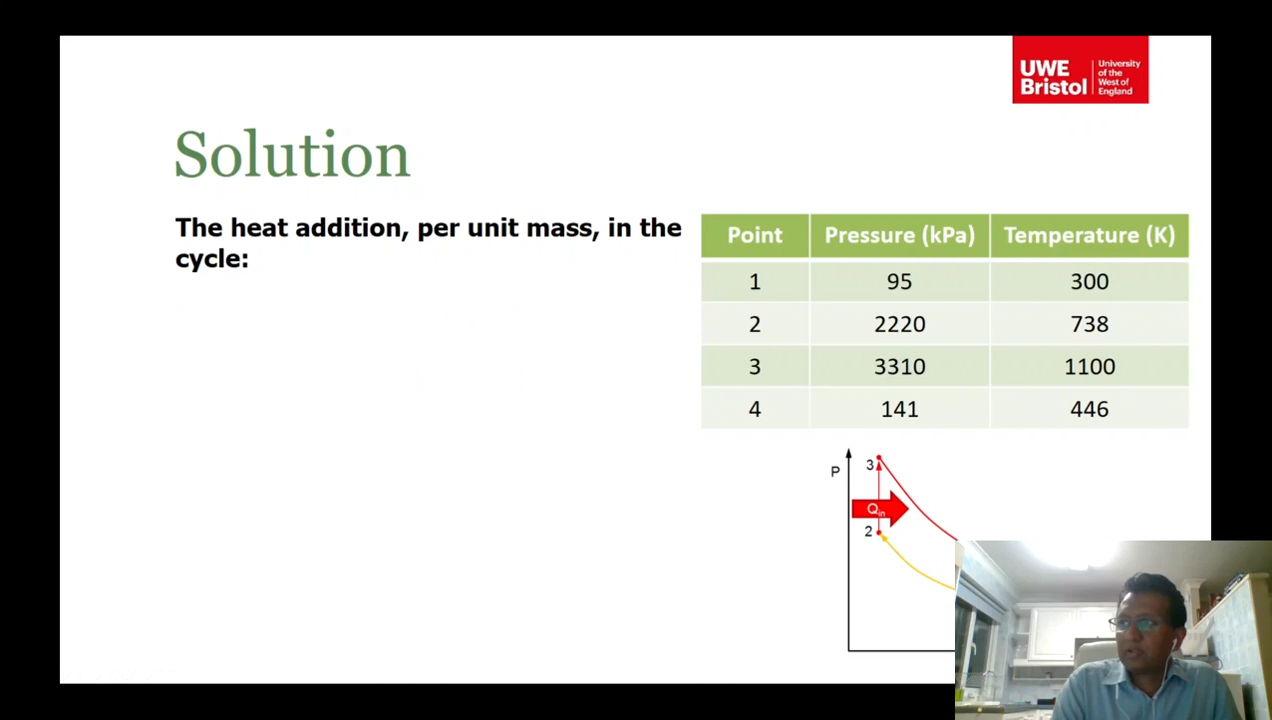 UWE
Bristol
University
of the
West of
England
Solution
The heat addition, per unit mass, in the
cycle:
Point Pressure (kPa) Temperature (K)
1 95 300
2 2220 738
3 3310 1100
4 141 446
P
3
Qin
2